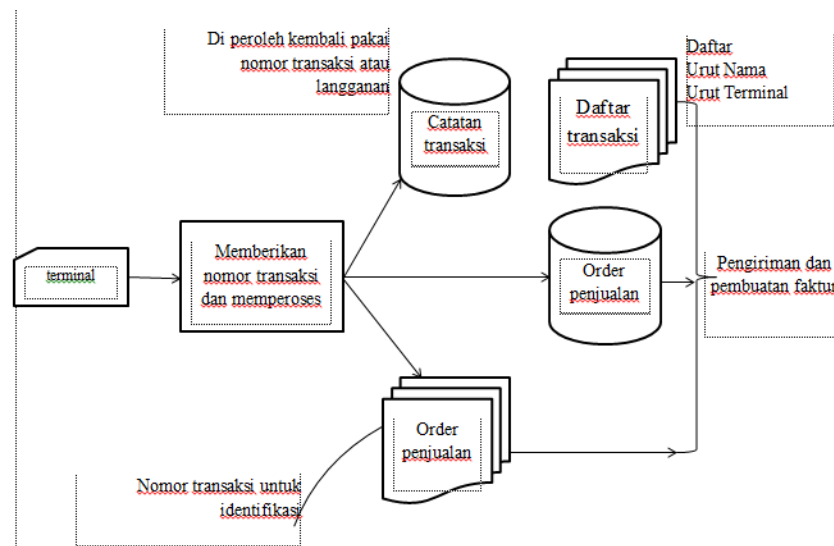 Di peroleh kembali pakai
nomor transaksi atau
langganan
Catatan
transaksi
Daftar
transaksi
Daftar
Urut Nama
Urut Terminal
terminal
Memberikan
nomor transaksi
dan memperoses
Order
penjualan
Pengiriman dan
pembuatan faktur
Order
penjualan
Nomor transaksi untuk
identifikasi